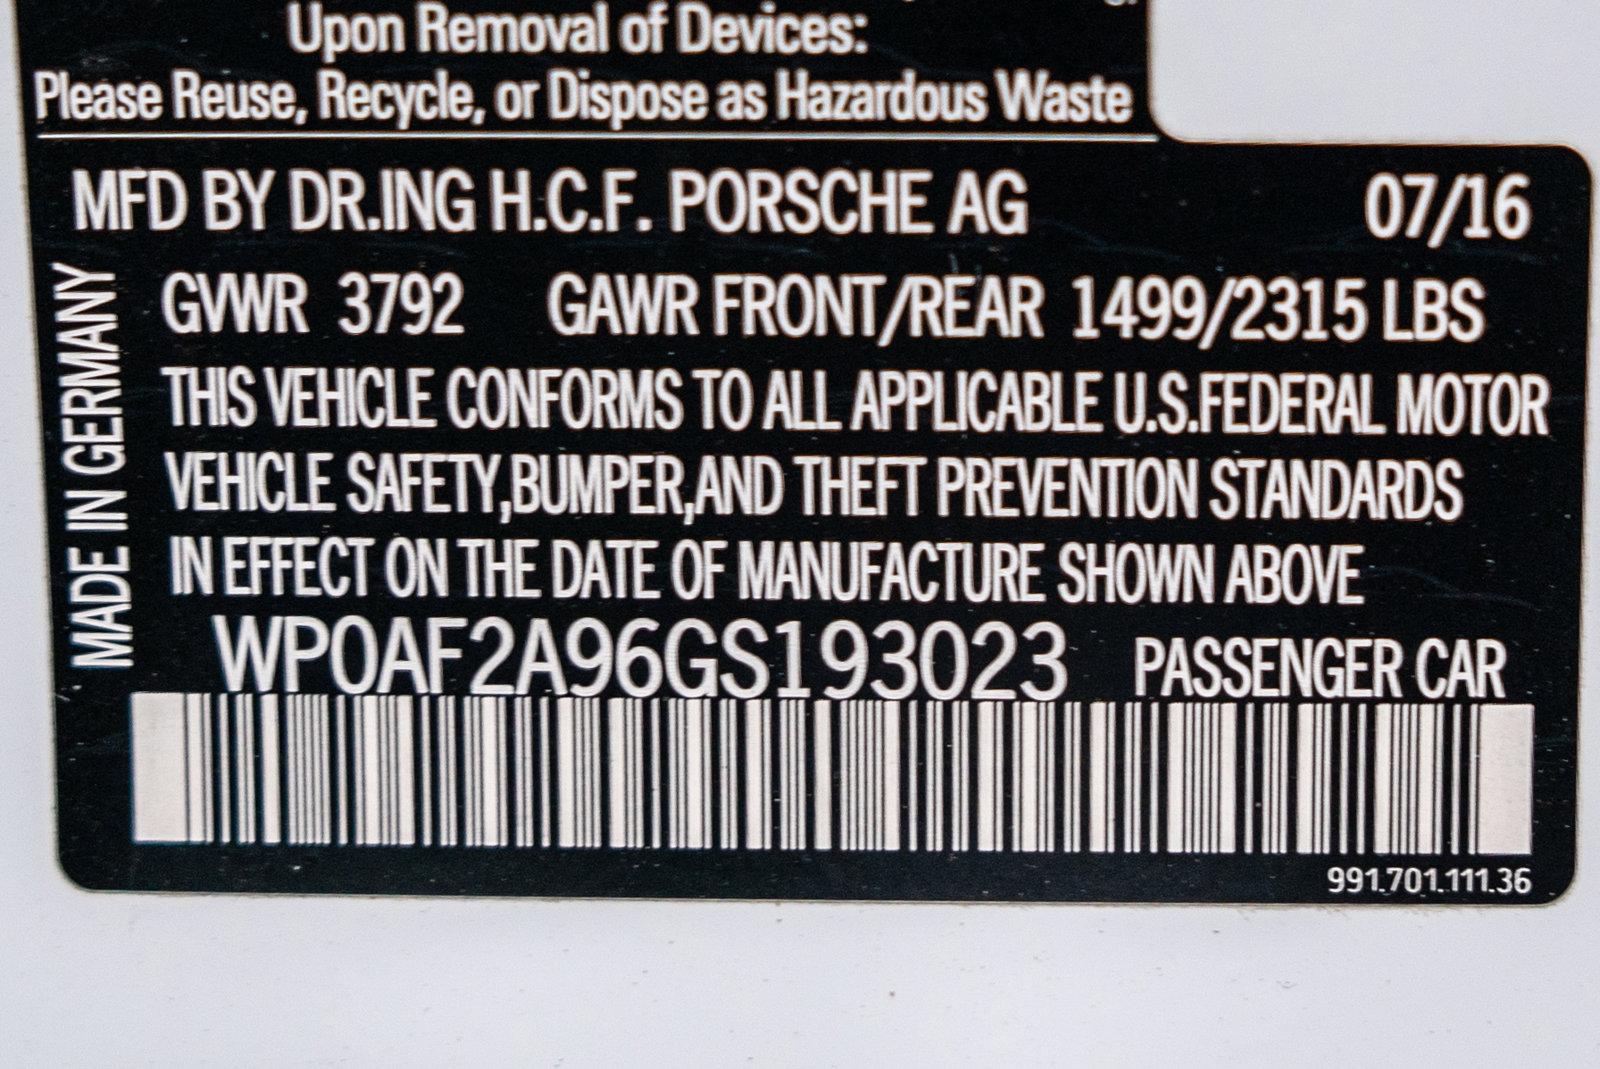 Upon Removal of Devices:
Please Reuse, Recycle, or Dispose as Hazardous Waste
MFD BY DR.ING H.C.F. PORSCHE AG 07/16
MADE IN GERMANY
GVWR 3792 GAWR FRONT/REAR 1499/2315 LBS
THIS VEHICLE CONFORMS TO ALL APPLICABLE U.S.FEDERAL MOTOR
VEHICLE SAFETY,BUMPER,AND THEFT PREVENTION STANDARDS
IN EFFECT ON THE DATE OF MANUFACTURE SHOWN ABOVE
WP0AF2A96GS193023 PASSENGER CAR
991.701.111.36